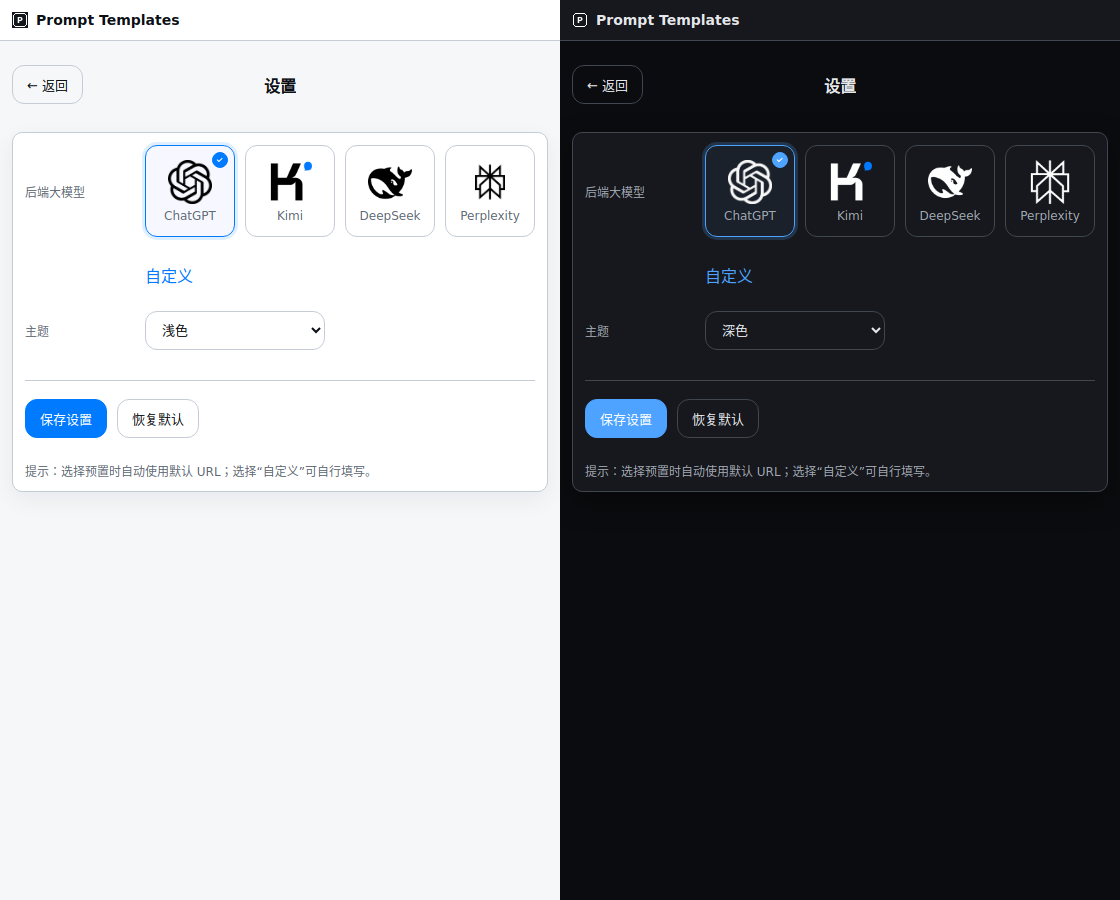 P Prompt Templates
← 返回
设置
后端大模型
ChatGPT
Kimi
DeepSeek
Perplexity
自定义
主题
浅色
保存设置
恢复默认
提示：选择预置时自动使用默认 URL；选择“自定义”可自行填写。
P Prompt Templates
← 返回
设置
后端大模型
ChatGPT
Kimi
DeepSeek
Perplexity
自定义
主题
深色
保存设置
恢复默认
提示：选择预置时自动使用默认 URL；选择“自定义”可自行填写。